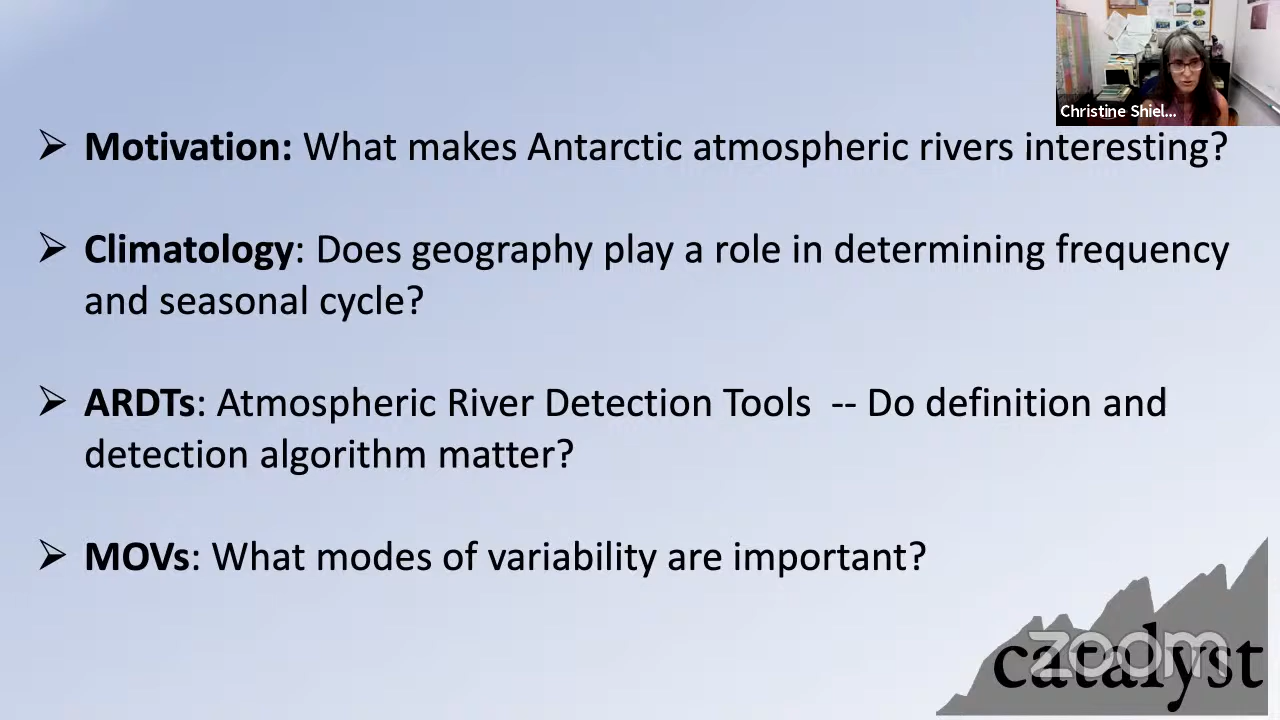 Christine Shiel...
➢ Motivation: What makes Antarctic atmospheric rivers interesting?
➢ Climatology: Does geography play a role in determining frequency
and seasonal cycle?
➢ ARDTs: Atmospheric River Detection Tools -- Do definition and
detection algorithm matter?
➢ MOVs: What modes of variability are important?
zoom
catalyst